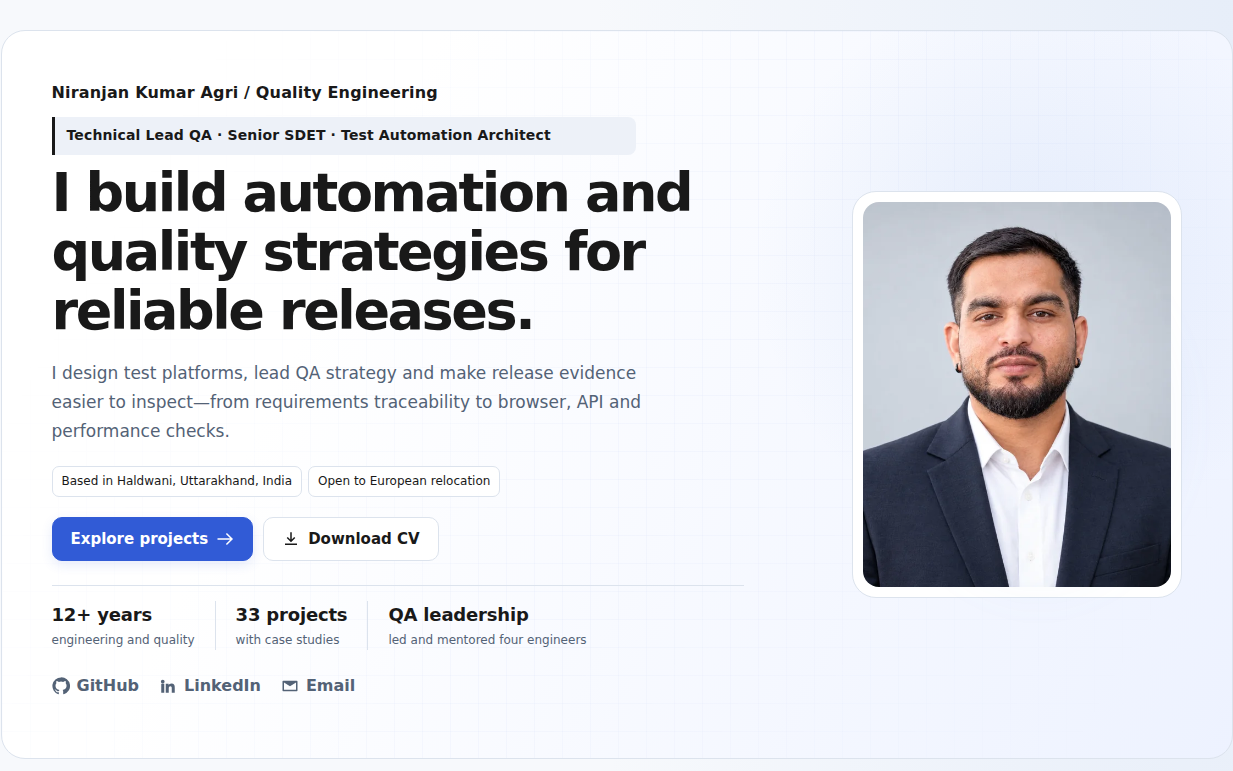 Niranjan Kumar Agri / Quality Engineering
Technical Lead QA · Senior SDET · Test Automation Architect
I build automation and
quality strategies for
reliable releases.
I design test platforms, lead QA strategy and make release evidence
easier to inspect—from requirements traceability to browser, API and
performance checks.
Based in Haldwani, Uttarakhand, India
Open to European relocation
Explore projects
Download CV
12+ years
engineering and quality
33 projects
with case studies
QA leadership
led and mentored four engineers
GitHub
LinkedIn
Email